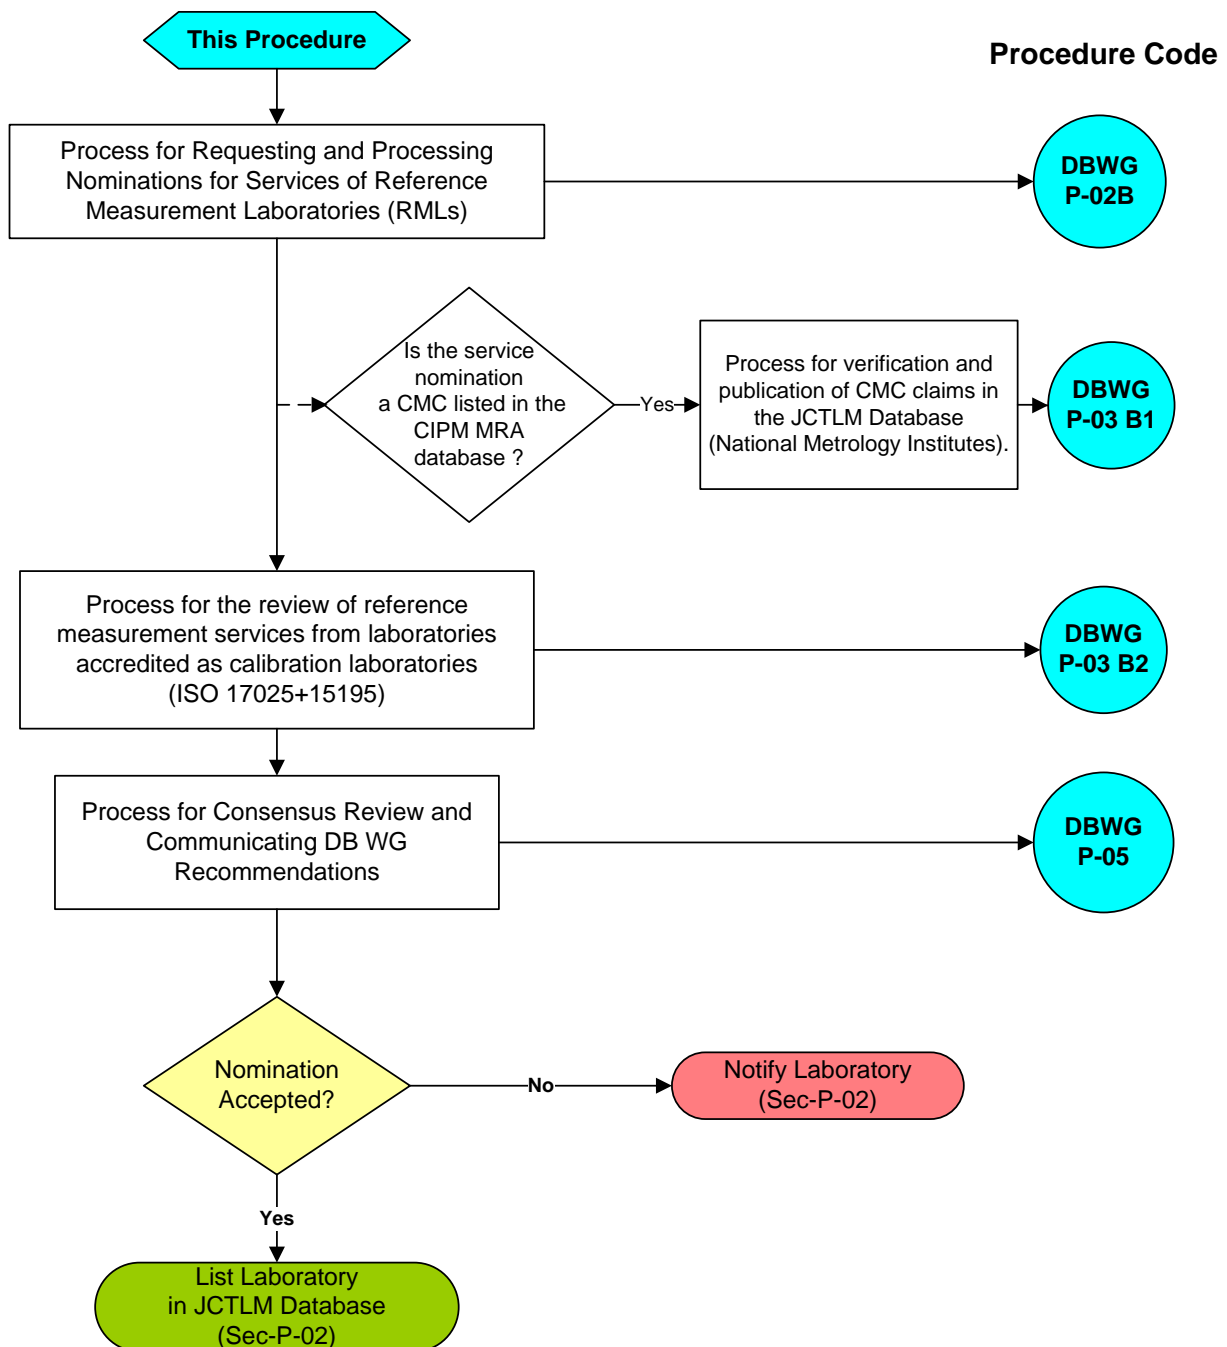 This Procedure
Procedure Code
Process for Requesting and Processing
Nominations for Services of Reference
Measurement Laboratories (RMLs)
DBWG
P-02B
Is the service
nomination
a CMC listed in the
CIPM MRA
database ?
Yes
Process for verification and
publication of CMC claims in
the JCTLM Database
(National Metrology Institutes).
DBWG
P-03 B1
Process for the review of reference
measurement services from laboratories
accredited as calibration laboratories
(ISO 17025+15195)
DBWG
P-03 B2
Process for Consensus Review and
Communicating DB WG
Recommendations
DBWG
P-05
Nomination
Accepted?
No
Notify Laboratory
(Sec-P-02)
Yes
List Laboratory
in JCTLM Database
(Sec-P-02)